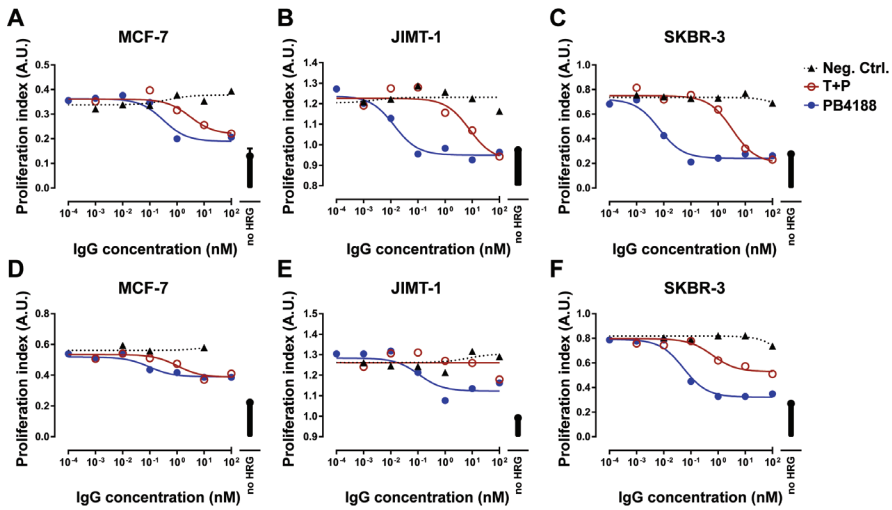 A
MCF-7
Proliferation index (A.U.)
0.5
0.4
0.3
0.2
0.1
0.0
10⁻⁴ 10⁻³ 10⁻² 10⁻¹ 10⁰ 10¹ 10²
no HRG
IgG concentration (nM)
B
JIMT-1
Proliferation index (A.U.)
1.4
1.3
1.2
1.1
1.0
0.9
0.8
10⁻⁴ 10⁻³ 10⁻² 10⁻¹ 10⁰ 10¹ 10²
no HRG
IgG concentration (nM)
C
SKBR-3
Proliferation index (A.U.)
1.0
0.8
0.6
0.4
0.2
0.0
10⁻⁴ 10⁻³ 10⁻² 10⁻¹ 10⁰ 10¹ 10²
no HRG
IgG concentration (nM)
Neg. Ctrl.
T+P
PB4188
D
MCF-7
Proliferation index (A.U.)
0.8
0.6
0.4
0.2
0.0
10⁻⁴ 10⁻³ 10⁻² 10⁻¹ 10⁰ 10¹ 10²
no HRG
IgG concentration (nM)
E
JIMT-1
Proliferation index (A.U.)
1.4
1.3
1.2
1.1
1.0
0.9
10⁻⁴ 10⁻³ 10⁻² 10⁻¹ 10⁰ 10¹ 10²
no HRG
IgG concentration (nM)
F
SKBR-3
Proliferation index (A.U.)
1.0
0.8
0.6
0.4
0.2
0.0
10⁻⁴ 10⁻³ 10⁻² 10⁻¹ 10⁰ 10¹ 10²
no HRG
IgG concentration (nM)